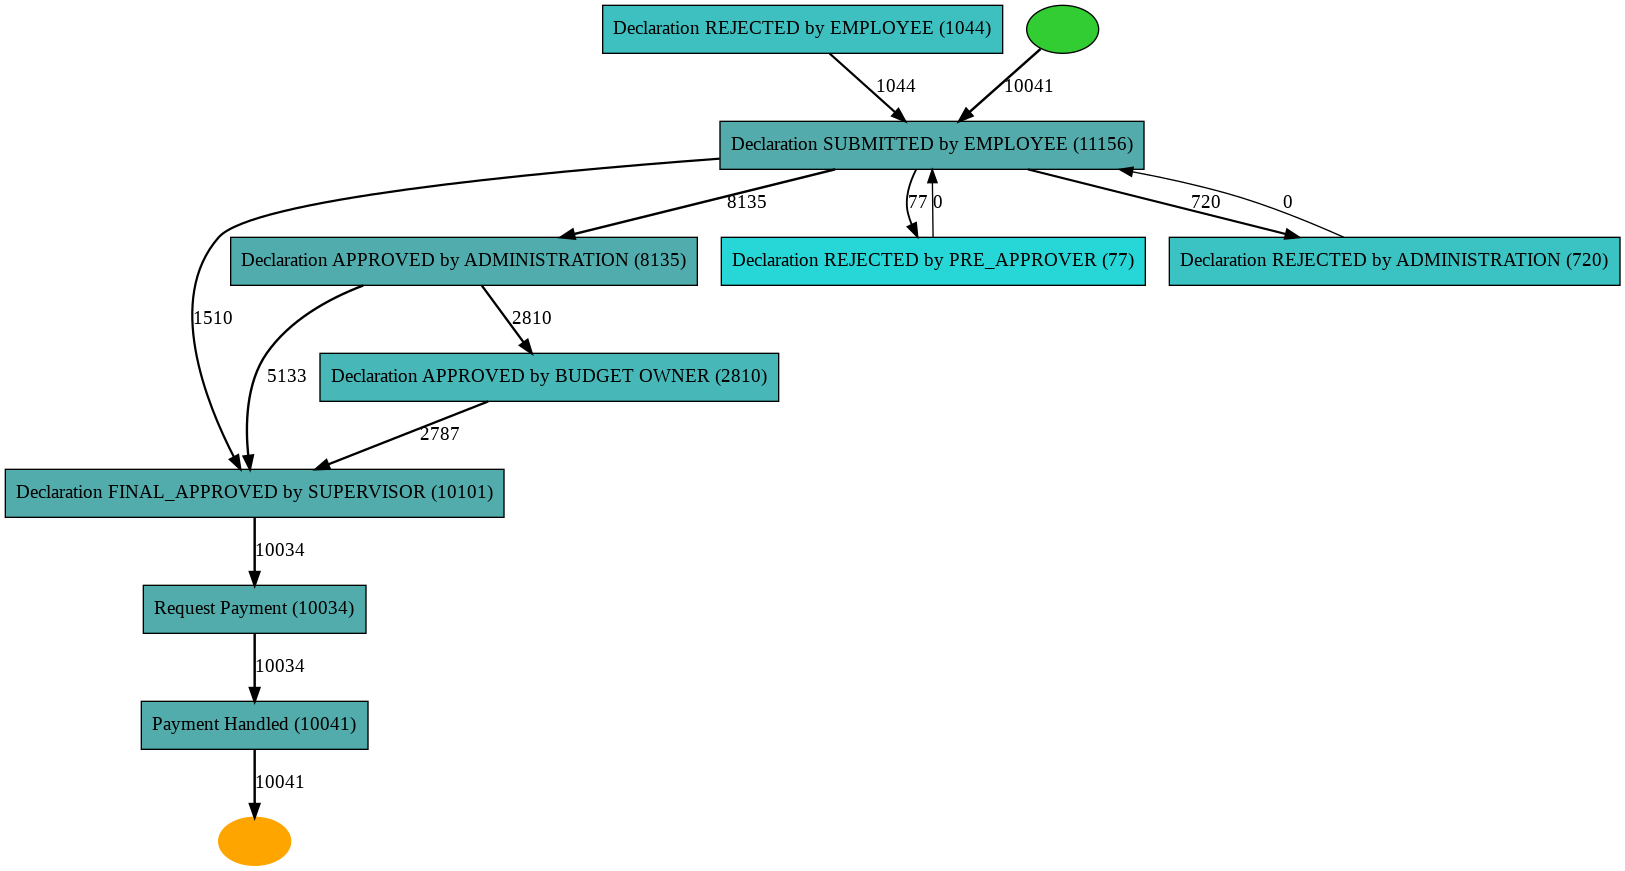 Declaration REJECTED by EMPLOYEE (1044)
1044
10041
Declaration SUBMITTED by EMPLOYEE (11156)
8135
77
0
720
0
Declaration APPROVED by ADMINISTRATION (8135)
Declaration REJECTED by PRE_APPROVER (77)
Declaration REJECTED by ADMINISTRATION (720)
1510
2810
5133
Declaration APPROVED by BUDGET OWNER (2810)
2787
Declaration FINAL_APPROVED by SUPERVISOR (10101)
10034
Request Payment (10034)
10034
Payment Handled (10041)
10041